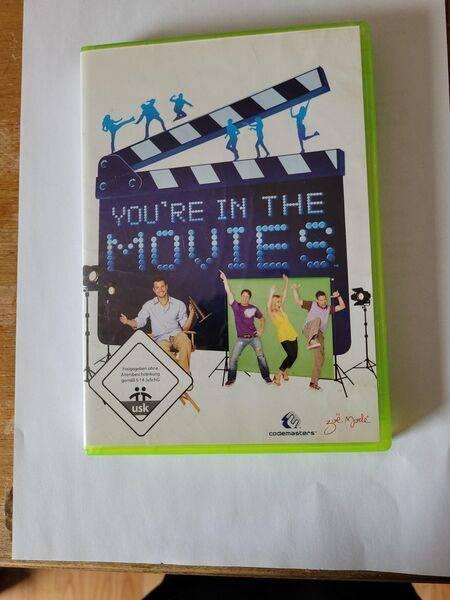 YOU'RE IN THE
MOVIES
Freigegeben ohne
Altersbeschränkung
gemäß § 14 JuSchG
usk
codemasters
zoë mode